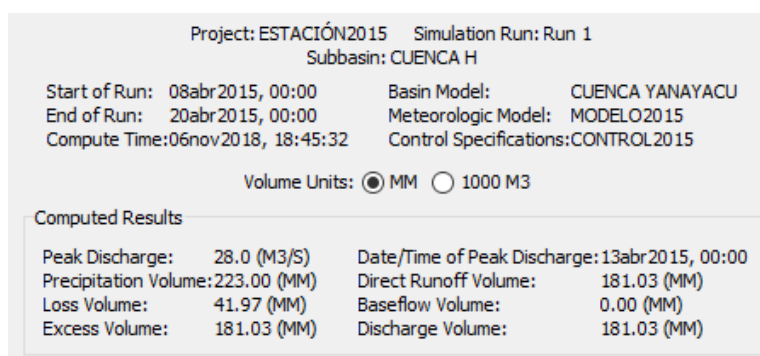 Project: ESTACIÓN2015 Simulation Run: Run 1
Subbasin: CUENCA H
Start of Run: 08abr2015, 00:00 Basin Model: CUENCA YANAYACU
End of Run: 20abr2015, 00:00 Meteorologic Model: MODELO2015
Compute Time:06nov2018, 18:45:32 Control Specifications:CONTROL2015
Volume Units: MM 1000 M3
Computed Results
Peak Discharge: 28.0 (M3/S) Date/Time of Peak Discharge:13abr2015, 00:00
Precipitation Volume:223.00 (MM) Direct Runoff Volume: 181.03 (MM)
Loss Volume: 41.97 (MM) Baseflow Volume: 0.00 (MM)
Excess Volume: 181.03 (MM) Discharge Volume: 181.03 (MM)